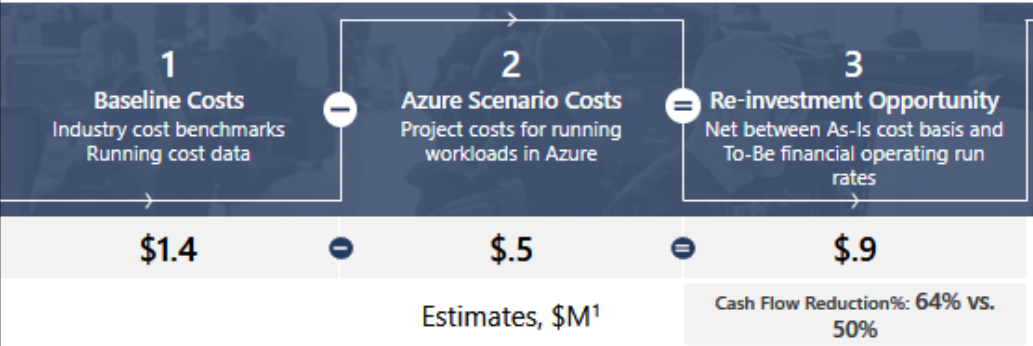 1
Baseline Costs
Industry cost benchmarks
Running cost data
2
Azure Scenario Costs
Project costs for running
workloads in Azure
3
Re-investment Opportunity
Net between As-Is cost basis and
To-Be financial operating run
rates
$1.4
$.5
$.9
Estimates, $M¹
Cash Flow Reduction%: 64% vs.
50%